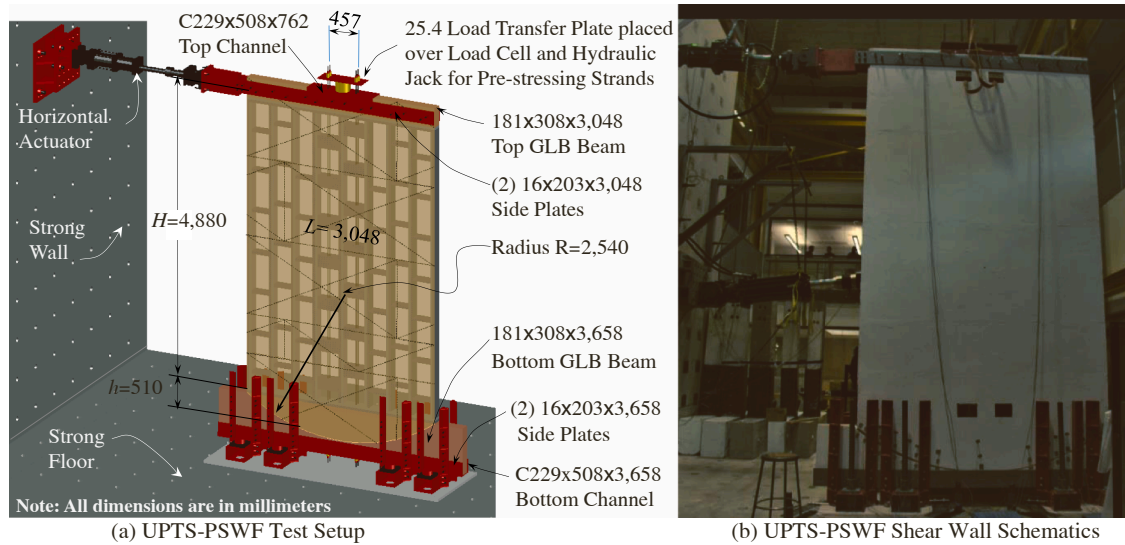 C229x508x762
Top Channel
457
25.4 Load Transfer Plate placed
over Load Cell and Hydraulic
Jack for Pre-stressing Strands
Horizontal
Actuator
181x308x3,048
Top GLB Beam
(2) 16x203x3,048
Side Plates
Strong
Wall
H=4,880
L= 3,048
Radius R=2,540
181x308x3,658
Bottom GLB Beam
h=510
(2) 16x203x3,658
Side Plates
Strong
Floor
C229x508x3,658
Bottom Channel
Note: All dimensions are in millimeters
(a) UPTS-PSWF Test Setup
(b) UPTS-PSWF Shear Wall Schematics